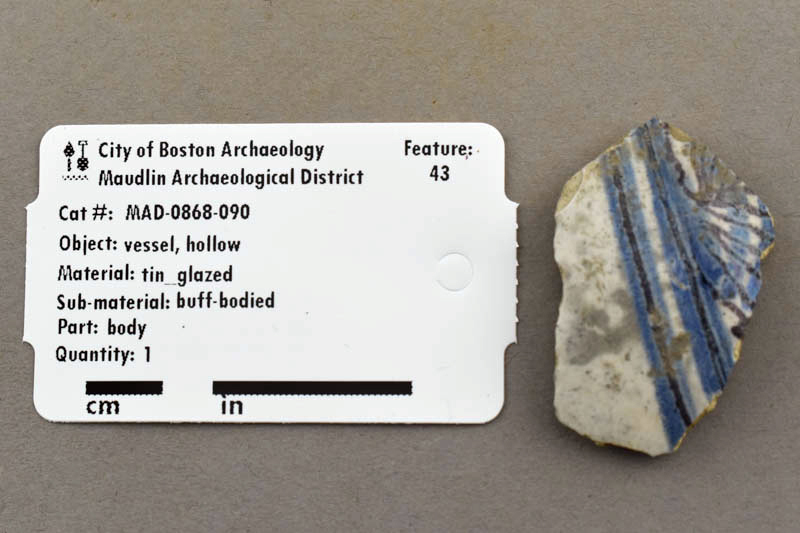 City of Boston Archaeology
Maudlin Archaeological District
Feature:
43
Cat #: MAD-0868-090
Object: vessel, hollow
Material: tin_glazed
Sub-material: buff-bodied
Part: body
Quantity: 1
cm in